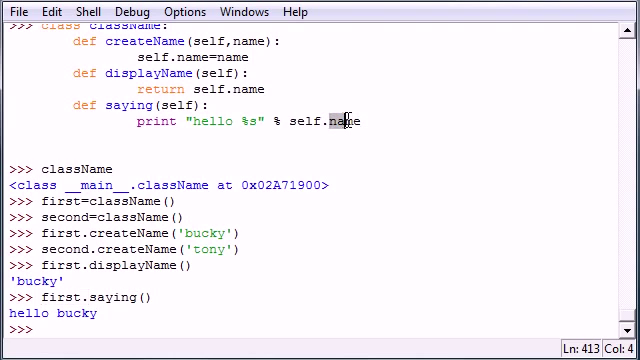 File Edit Shell Debug Options Windows Help
>>> class className:
def createName(self,name):
self.name=name
def displayName(self):
return self.name
def saying(self):
print "hello %s" % self.name
>>> className
<class __main__.className at 0x02A71900>
>>> first=className()
>>> second=className()
>>> first.createName('bucky')
>>> second.createName('tony')
>>> first.displayName()
'bucky'
>>> first.saying()
hello bucky
>>>
Ln: 413 Col: 4